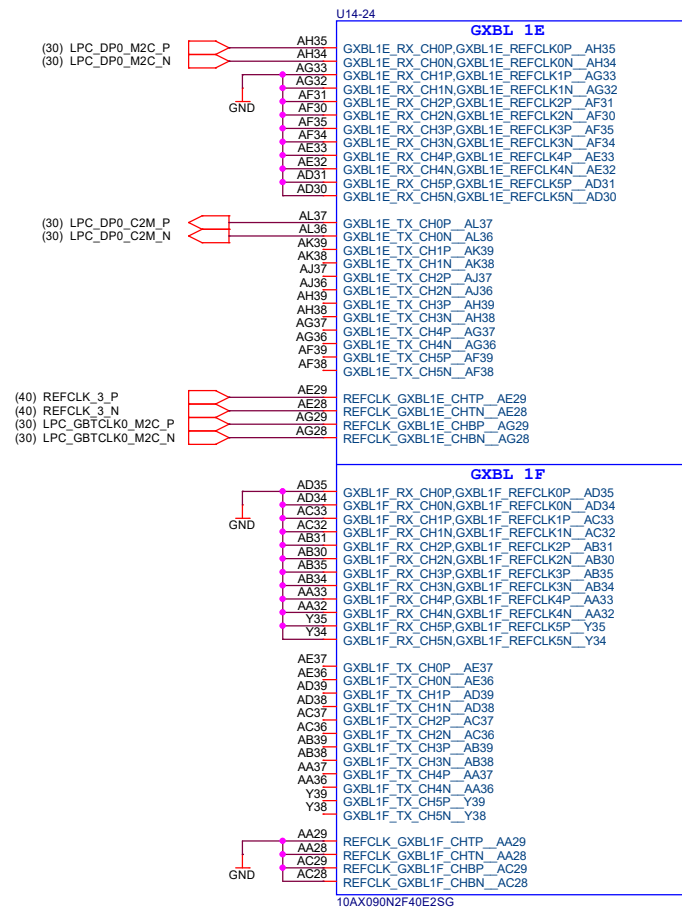 U14-24
GXBL 1E
(30) LPC_DP0_M2C_P AH35 GXBL1E_RX_CH0P,GXBL1E_REFCLK0P__AH35
(30) LPC_DP0_M2C_N AH34 GXBL1E_RX_CH0N,GXBL1E_REFCLK0N__AH34
AG33 GXBL1E_RX_CH1P,GXBL1E_REFCLK1P__AG33
AG32 GXBL1E_RX_CH1N,GXBL1E_REFCLK1N__AG32
AF31 GXBL1E_RX_CH2P,GXBL1E_REFCLK2P__AF31
GND AF30 GXBL1E_RX_CH2N,GXBL1E_REFCLK2N__AF30
AF35 GXBL1E_RX_CH3P,GXBL1E_REFCLK3P__AF35
AF34 GXBL1E_RX_CH3N,GXBL1E_REFCLK3N__AF34
AE33 GXBL1E_RX_CH4P,GXBL1E_REFCLK4P__AE33
AE32 GXBL1E_RX_CH4N,GXBL1E_REFCLK4N__AE32
AD31 GXBL1E_RX_CH5P,GXBL1E_REFCLK5P__AD31
AD30 GXBL1E_RX_CH5N,GXBL1E_REFCLK5N__AD30
(30) LPC_DP0_C2M_P AL37 GXBL1E_TX_CH0P__AL37
(30) LPC_DP0_C2M_N AL36 GXBL1E_TX_CH0N__AL36
AK39 GXBL1E_TX_CH1P__AK39
AK38 GXBL1E_TX_CH1N__AK38
AJ37 GXBL1E_TX_CH2P__AJ37
AJ36 GXBL1E_TX_CH2N__AJ36
AH39 GXBL1E_TX_CH3P__AH39
AH38 GXBL1E_TX_CH3N__AH38
AG37 GXBL1E_TX_CH4P__AG37
AG36 GXBL1E_TX_CH4N__AG36
AF39 GXBL1E_TX_CH5P__AF39
AF38 GXBL1E_TX_CH5N__AF38
(40) REFCLK_3_P AE29 REFCLK_GXBL1E_CHTP__AE29
(40) REFCLK_3_N AE28 REFCLK_GXBL1E_CHTN__AE28
(30) LPC_GBTCLK0_M2C_P AG29 REFCLK_GXBL1E_CHBP__AG29
(30) LPC_GBTCLK0_M2C_N AG28 REFCLK_GXBL1E_CHBN__AG28
GXBL 1F
AD35 GXBL1F_RX_CH0P,GXBL1F_REFCLK0P__AD35
AD34 GXBL1F_RX_CH0N,GXBL1F_REFCLK0N__AD34
AC33 GXBL1F_RX_CH1P,GXBL1F_REFCLK1P__AC33
GND AC32 GXBL1F_RX_CH1N,GXBL1F_REFCLK1N__AC32
AB31 GXBL1F_RX_CH2P,GXBL1F_REFCLK2P__AB31
AB30 GXBL1F_RX_CH2N,GXBL1F_REFCLK2N__AB30
AB35 GXBL1F_RX_CH3P,GXBL1F_REFCLK3P__AB35
AB34 GXBL1F_RX_CH3N,GXBL1F_REFCLK3N__AB34
AA33 GXBL1F_RX_CH4P,GXBL1F_REFCLK4P__AA33
AA32 GXBL1F_RX_CH4N,GXBL1F_REFCLK4N__AA32
Y35 GXBL1F_RX_CH5P,GXBL1F_REFCLK5P__Y35
Y34 GXBL1F_RX_CH5N,GXBL1F_REFCLK5N__Y34
AE37 GXBL1F_TX_CH0P__AE37
AE36 GXBL1F_TX_CH0N__AE36
AD39 GXBL1F_TX_CH1P__AD39
AD38 GXBL1F_TX_CH1N__AD38
AC37 GXBL1F_TX_CH2P__AC37
AC36 GXBL1F_TX_CH2N__AC36
AB39 GXBL1F_TX_CH3P__AB39
AB38 GXBL1F_TX_CH3N__AB38
AA37 GXBL1F_TX_CH4P__AA37
AA36 GXBL1F_TX_CH4N__AA36
Y39 GXBL1F_TX_CH5P__Y39
Y38 GXBL1F_TX_CH5N__Y38
AA29 REFCLK_GXBL1F_CHTP__AA29
AA28 REFCLK_GXBL1F_CHTN__AA28
AC29 REFCLK_GXBL1F_CHBP__AC29
GND AC28 REFCLK_GXBL1F_CHBN__AC28
10AX090N2F40E2SG